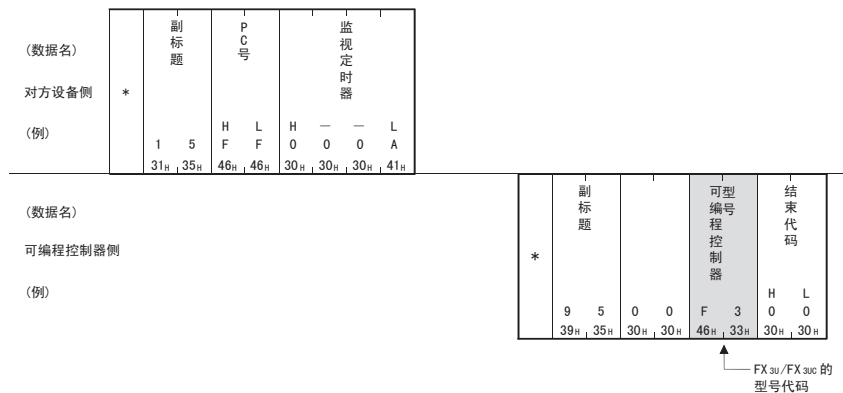 (数据名) 副标题 PC号 监视定时器
对方设备侧 *
(例) H L H — — L
1 5 F F 0 0 0 A
31H 35H 46H 46H 30H 30H 30H 41H
(数据名) 副标题 可编程控制器型号 结束代码
可编程控制器侧 *
(例) H L
9 5 0 0 F 3 0 0
39H 35H 30H 30H 46H 33H 30H 30H
FX3U/FX3UC的
型号代码